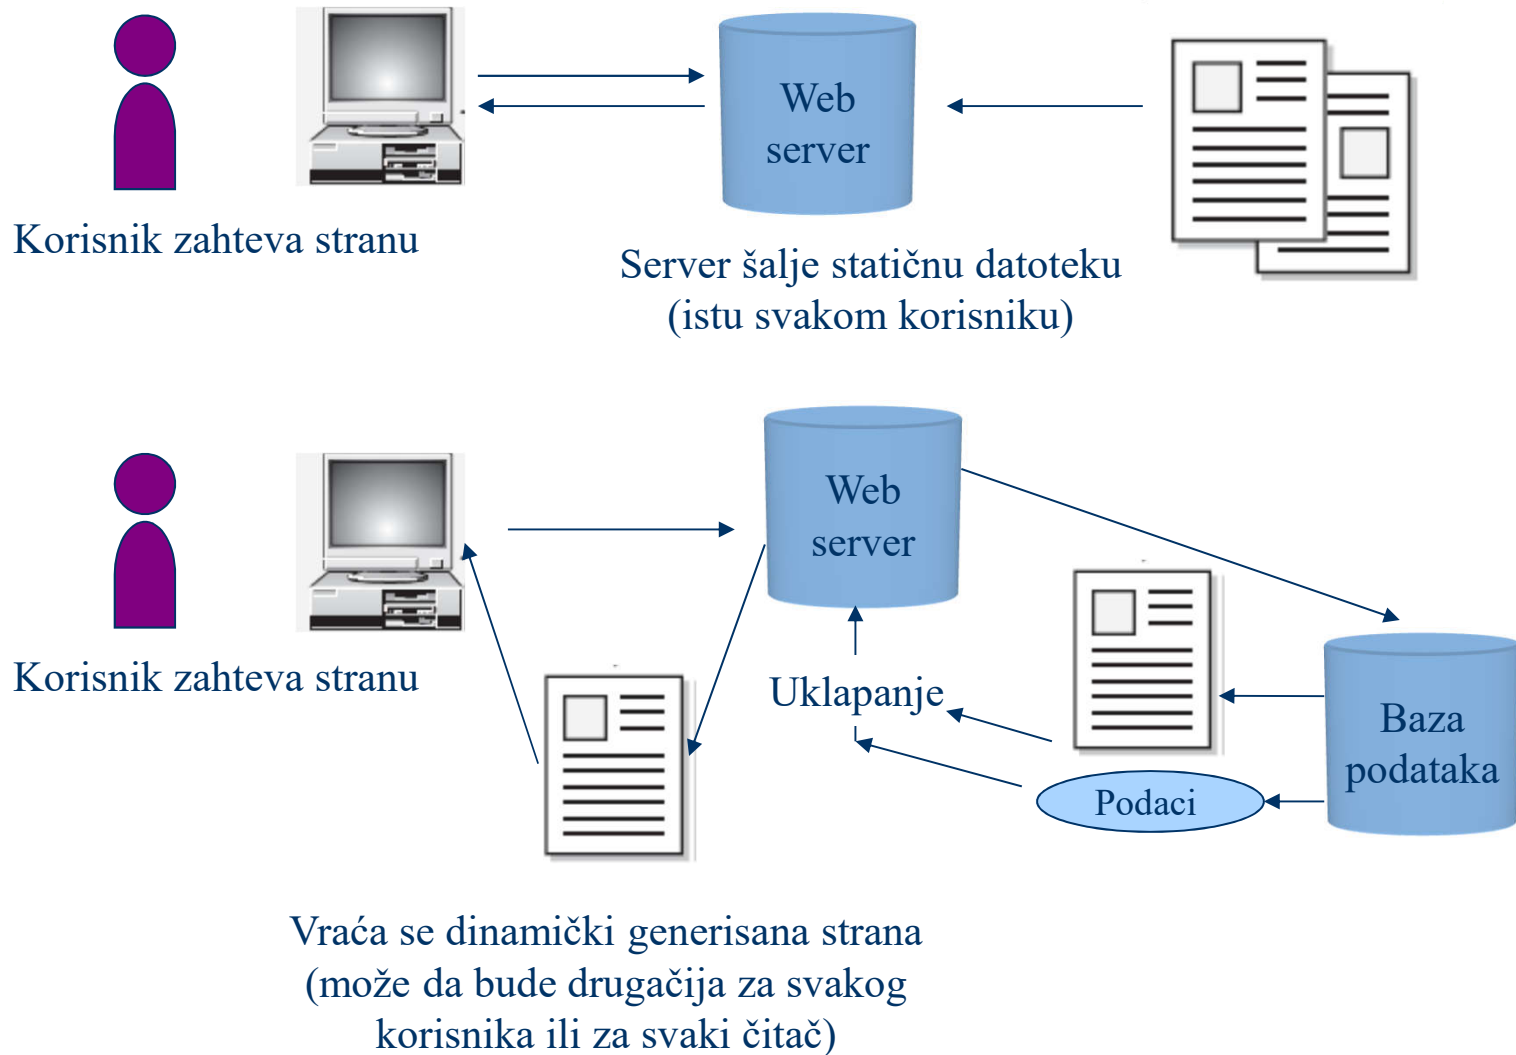 Web
server
Korisnik zahteva stranu
Server šalje statičnu datoteku
(istu svakom korisniku)
Web
server
Korisnik zahteva stranu
Uklapanje
Baza
podataka
Podaci
Vraća se dinamički generisana strana
(može da bude drugačija za svakog
korisnika ili za svaki čitač)